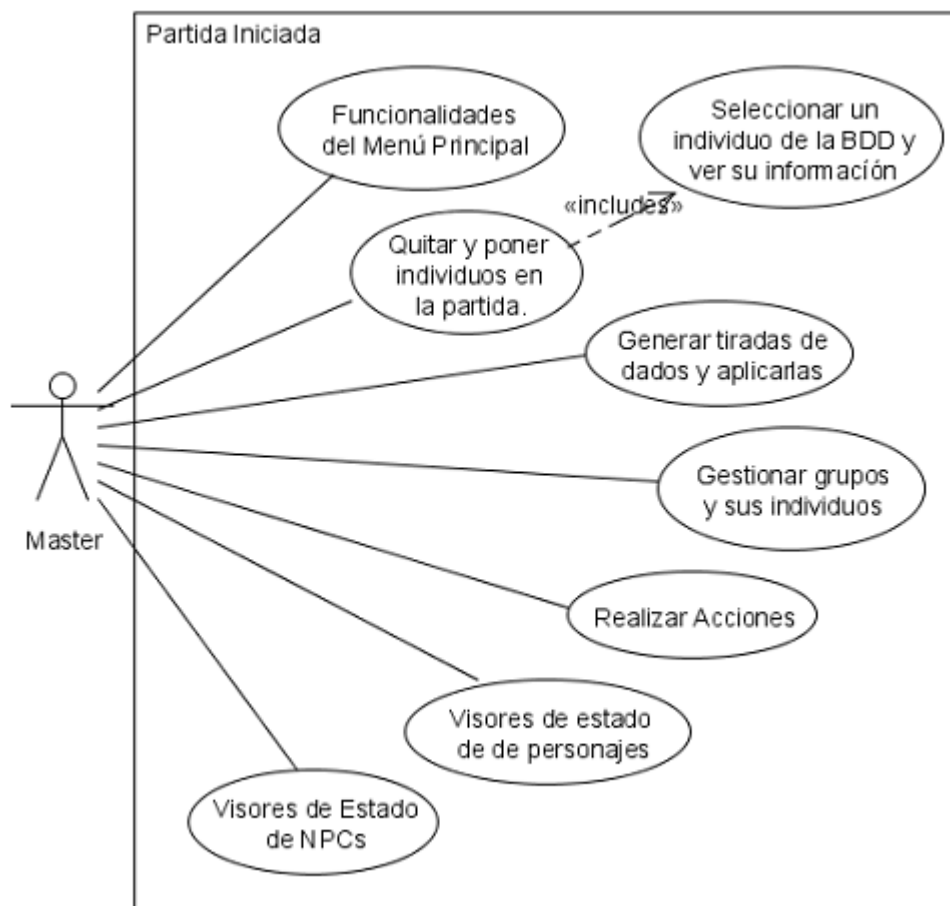 Partida Iniciada
Funcionalidades
del Menú Principal
Seleccionar un
individuo de la BDD y
ver su información
«includes»
Quitar y poner
individuos en
la partida.
Generar tiradas de
dados y aplicarlas
Gestionar grupos
y sus individuos
Master
Realizar Acciones
Visores de estado
de de personajes
Visores de Estado
de NPCs